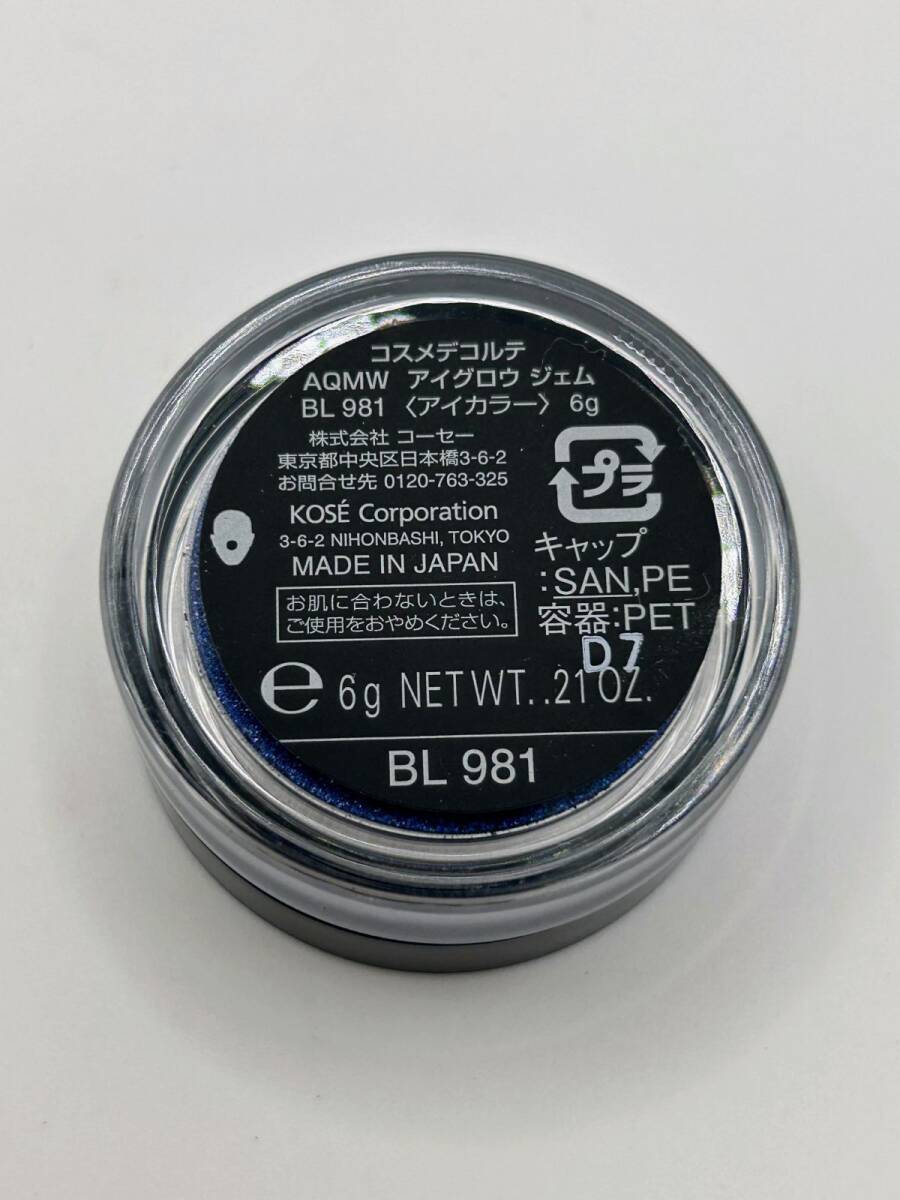 コスメデコルテ
AQMW アイグロウ ジェム
BL 981 〈アイカラー〉 6g
株式会社 コーセー
東京都中央区日本橋3-6-2
お問合せ先 0120-763-325
KOSÉ Corporation
3-6-2 NIHONBASHI, TOKYO
MADE IN JAPAN
お肌に合わないときは、
ご使用をおやめください。
プラ
キャップ
:SAN,PE
容器:PET
D7
e 6g NET WT. .21 OZ.
BL 981